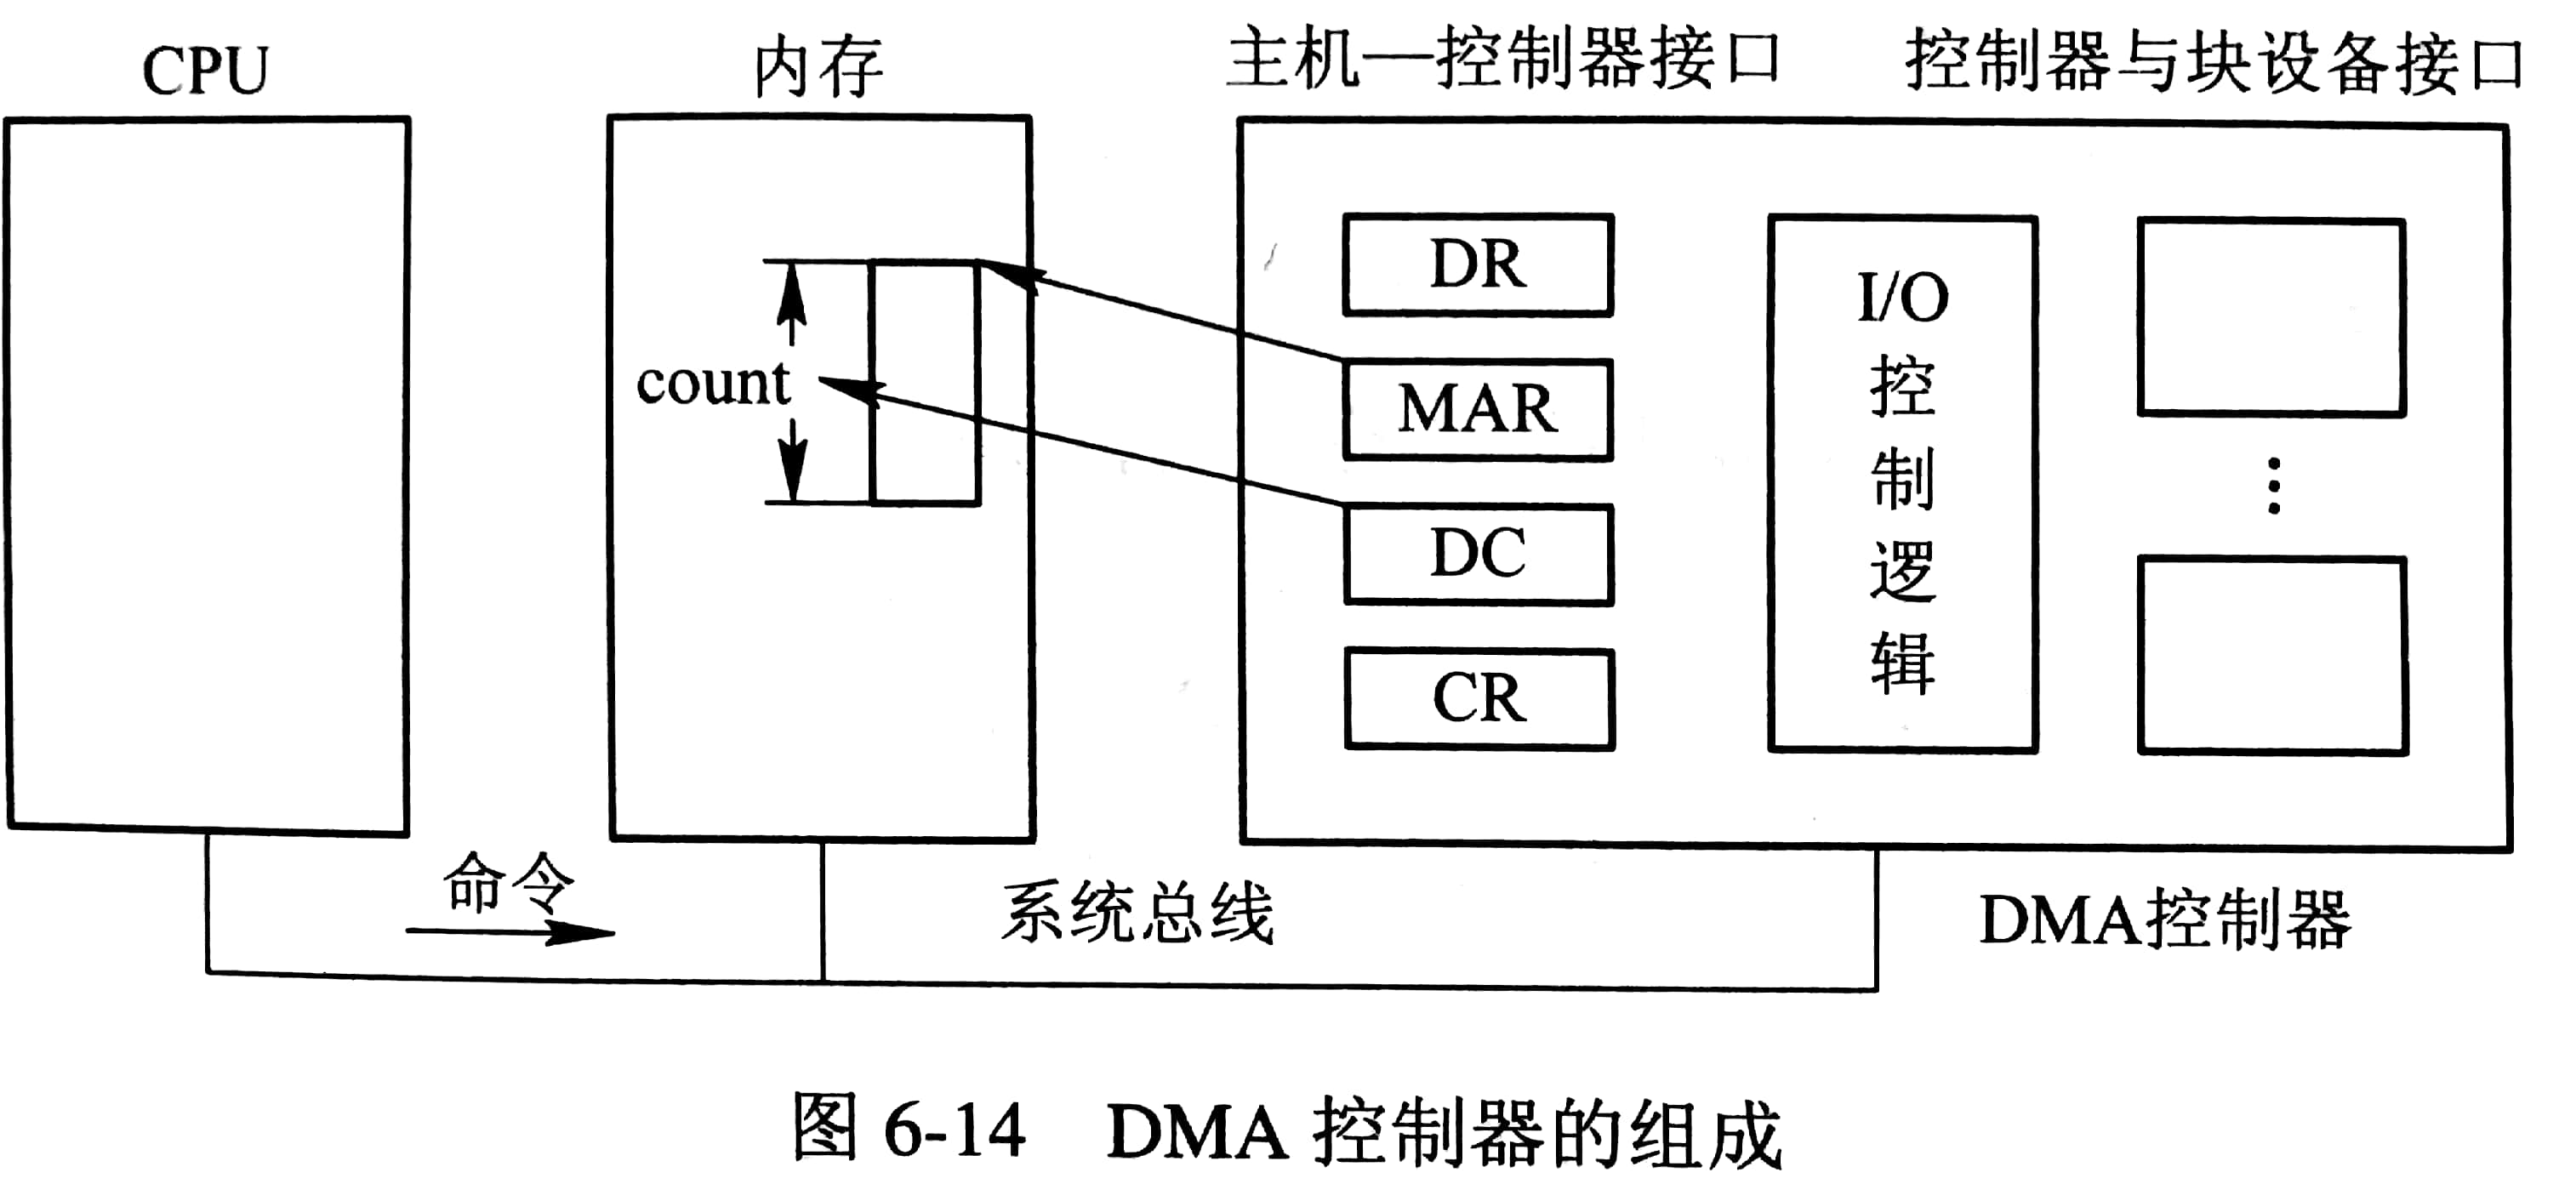 CPU
内存
主机—控制器接口
控制器与块设备接口
DR
MAR
DC
CR
I/O控制逻辑
count
命令
系统总线
DMA控制器
图 6-14 DMA 控制器的组成